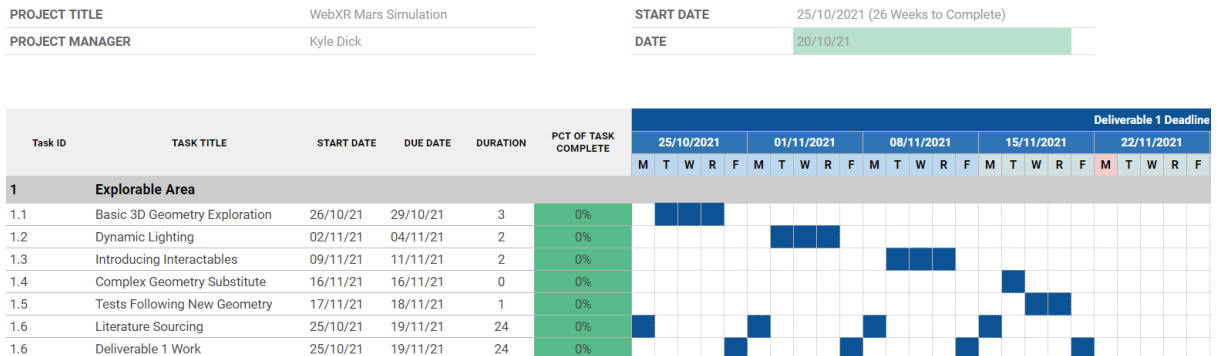 PROJECT TITLE WebXR Mars Simulation START DATE 25/10/2021 (26 Weeks to Complete)
PROJECT MANAGER Kyle Dick DATE 20/10/21
Deliverable 1 Deadline
Task ID TASK TITLE START DATE DUE DATE DURATION PCT OF TASK COMPLETE 25/10/2021 01/11/2021 08/11/2021 15/11/2021 22/11/2021
M T W R F M T W R F M T W R F M T W R F M T W R F
1 Explorable Area
1.1 Basic 3D Geometry Exploration 26/10/21 29/10/21 3 0%
1.2 Dynamic Lighting 02/11/21 04/11/21 2 0%
1.3 Introducing Interactables 09/11/21 11/11/21 2 0%
1.4 Complex Geometry Substitute 16/11/21 16/11/21 0 0%
1.5 Tests Following New Geometry 17/11/21 18/11/21 1 0%
1.6 Literature Sourcing 25/10/21 19/11/21 24 0%
1.6 Deliverable 1 Work 25/10/21 19/11/21 24 0%